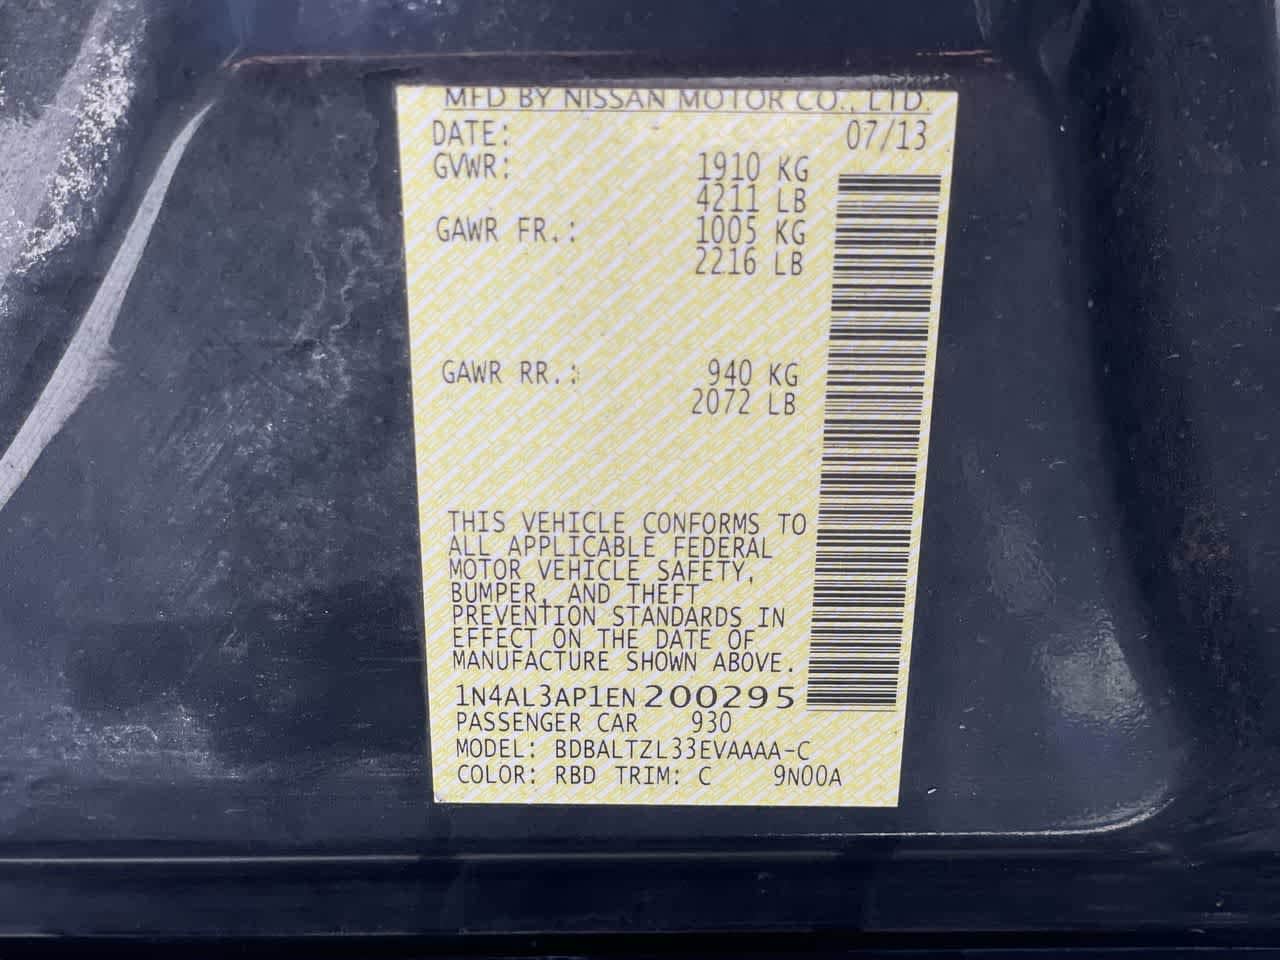 MFD BY NISSAN MOTOR CO., LTD.
DATE: 07/13
GVWR: 1910 KG
4211 LB
GAWR FR.: 1005 KG
2216 LB
GAWR RR.: 940 KG
2072 LB
THIS VEHICLE CONFORMS TO
ALL APPLICABLE FEDERAL
MOTOR VEHICLE SAFETY,
BUMPER, AND THEFT
PREVENTION STANDARDS IN
EFFECT ON THE DATE OF
MANUFACTURE SHOWN ABOVE.
1N4AL3AP1EN200295
PASSENGER CAR 930
MODEL: BDBALTZL33EVAAAA-C
COLOR: RBD TRIM: C 9N00A